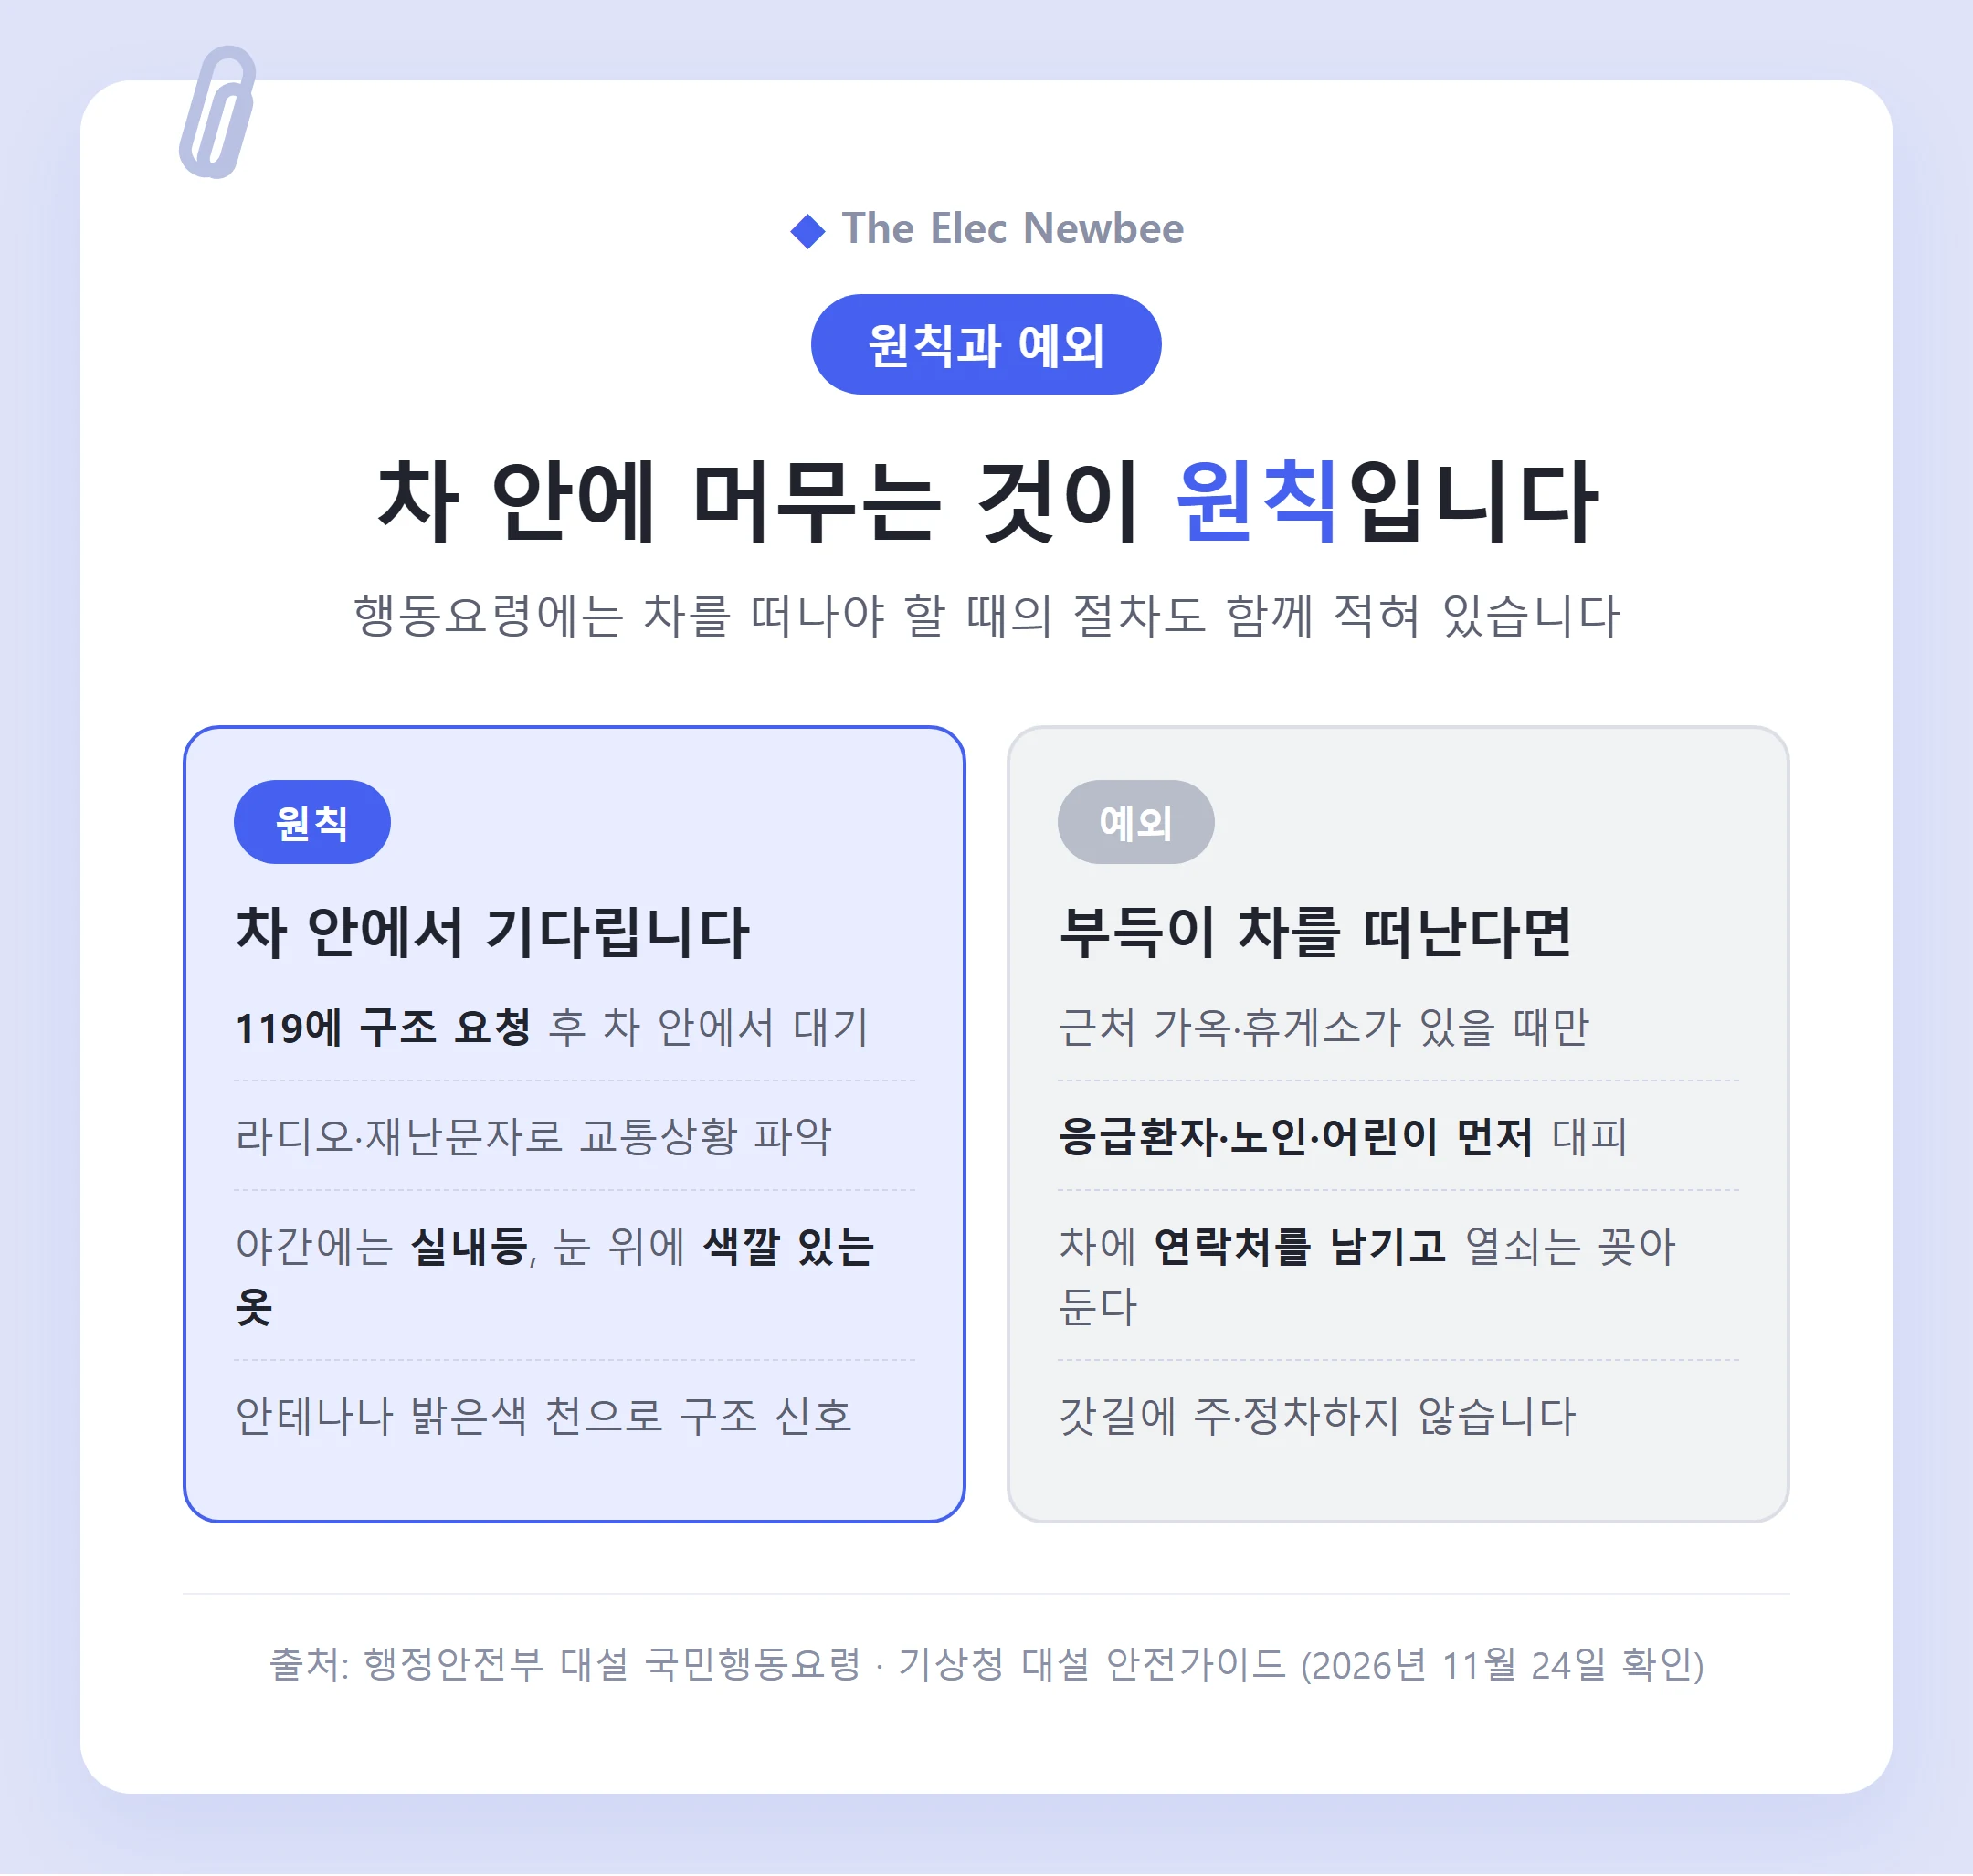 The Elec Newbee
원칙과 예외
차 안에 머무는 것이 원칙입니다
행동요령에는 차를 떠나야 할 때의 절차도 함께 적혀 있습니다
원칙
차 안에서 기다립니다
119에 구조 요청 후 차 안에서 대기
라디오·재난문자로 교통상황 파악
야간에는 실내등, 눈 위에 색깔 있는
옷
안테나나 밝은색 천으로 구조 신호
예외
부득이 차를 떠난다면
근처 가옥·휴게소가 있을 때만
응급환자·노인·어린이 먼저 대피
차에 연락처를 남기고 열쇠는 꽂아
둔다
갓길에 주·정차하지 않습니다
출처: 행정안전부 대설 국민행동요령 · 기상청 대설 안전가이드 (2026년 11월 24일 확인)